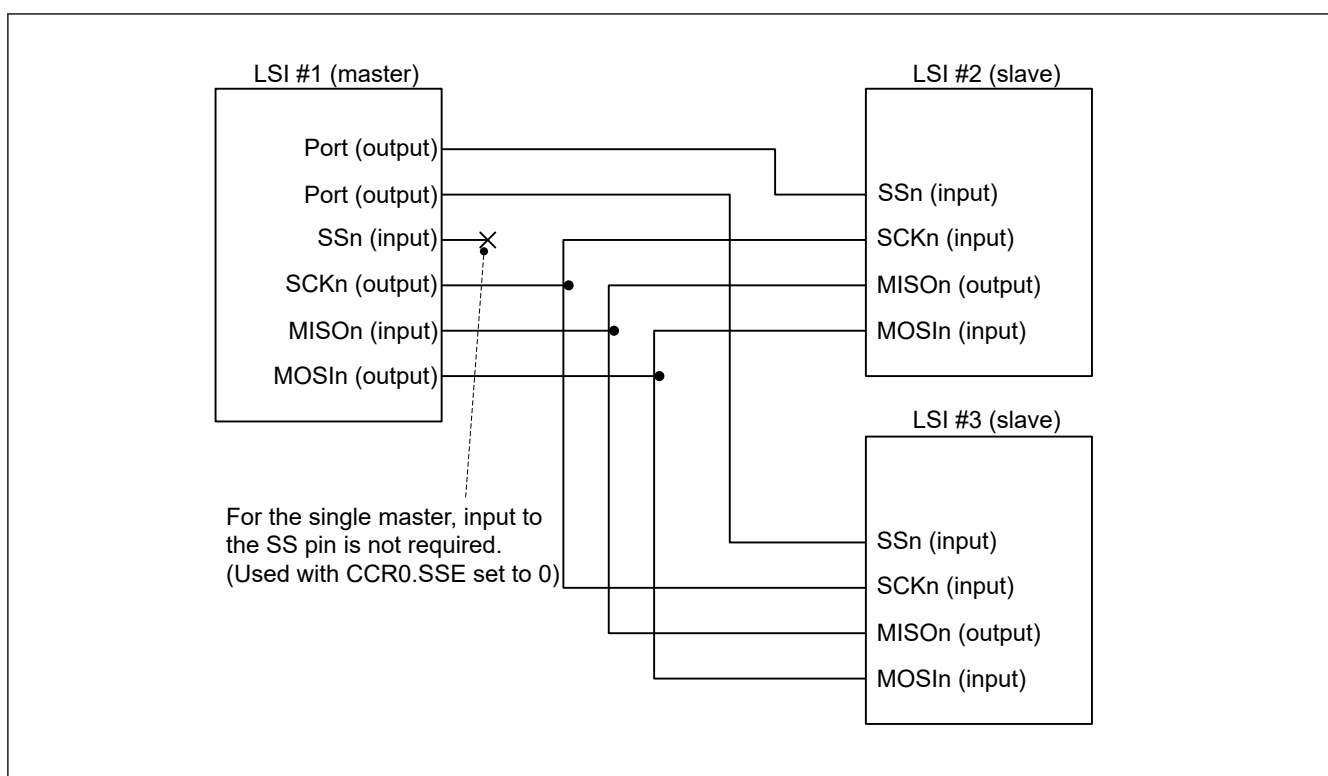 LSI #1 (master)
Port (output)
Port (output)
SSn (input)
SCKn (output)
MISOn (input)
MOSIn (output)
For the single master, input to
the SS pin is not required.
(Used with CCR0.SSE set to 0)
LSI #2 (slave)
SSn (input)
SCKn (input)
MISOn (output)
MOSIn (input)
LSI #3 (slave)
SSn (input)
SCKn (input)
MISOn (output)
MOSIn (input)